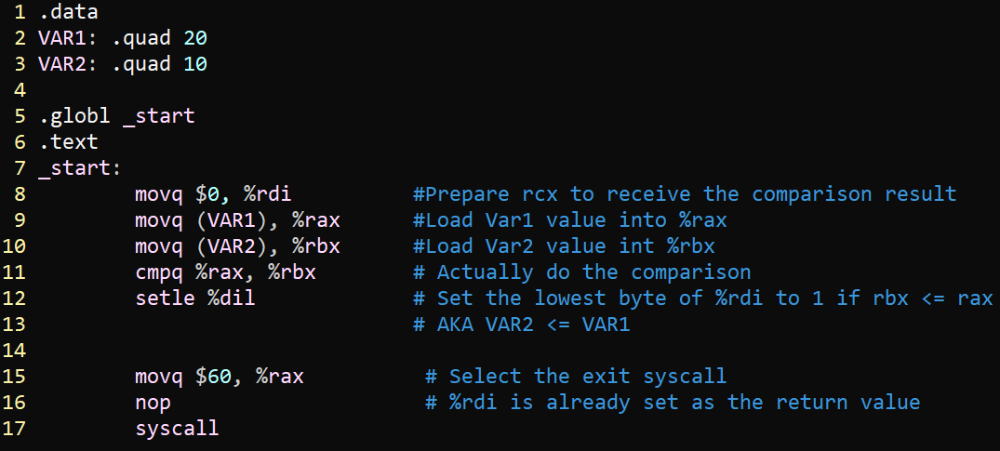 1 .data
2 VAR1: .quad 20
3 VAR2: .quad 10
4
5 .globl _start
6 .text
7 _start:
8         movq $0, %rdi          #Prepare rcx to receive the comparison result
9         movq (VAR1), %rax      #Load Var1 value into %rax
10         movq (VAR2), %rbx      #Load Var2 value int %rbx
11         cmpq %rax, %rbx        # Actually do the comparison
12         setle %dil             # Set the lowest byte of %rdi to 1 if rbx <= rax
13                                # AKA VAR2 <= VAR1
14
15         movq $60, %rax          # Select the exit syscall
16         nop                     # %rdi is already set as the return value
17         syscall